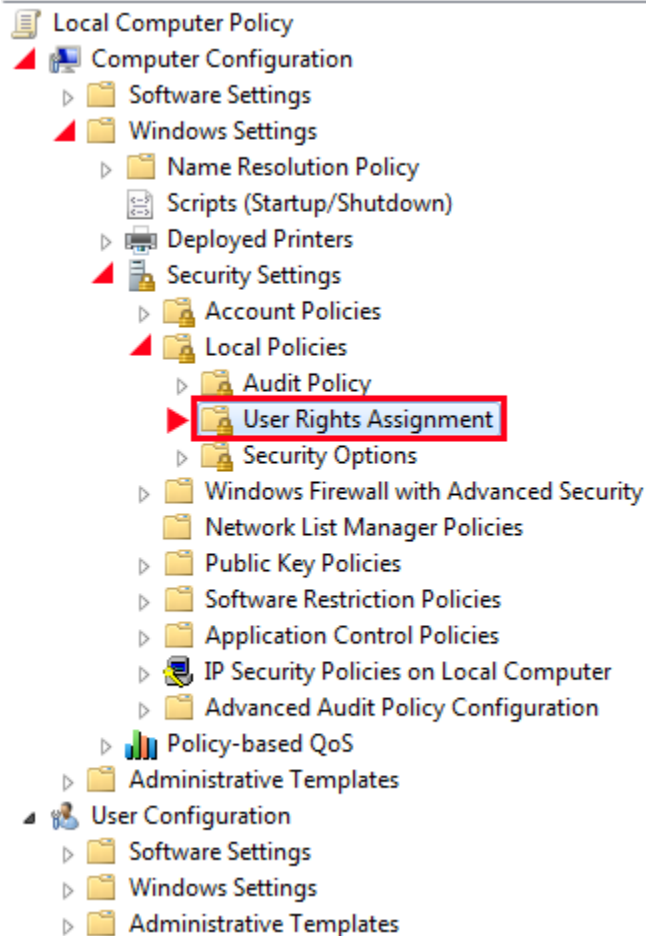 Local Computer Policy
Computer Configuration
Software Settings
Windows Settings
Name Resolution Policy
Scripts (Startup/Shutdown)
Deployed Printers
Security Settings
Account Policies
Local Policies
Audit Policy
User Rights Assignment
Security Options
Windows Firewall with Advanced Security
Network List Manager Policies
Public Key Policies
Software Restriction Policies
Application Control Policies
IP Security Policies on Local Computer
Advanced Audit Policy Configuration
Policy-based QoS
Administrative Templates
User Configuration
Software Settings
Windows Settings
Administrative Templates